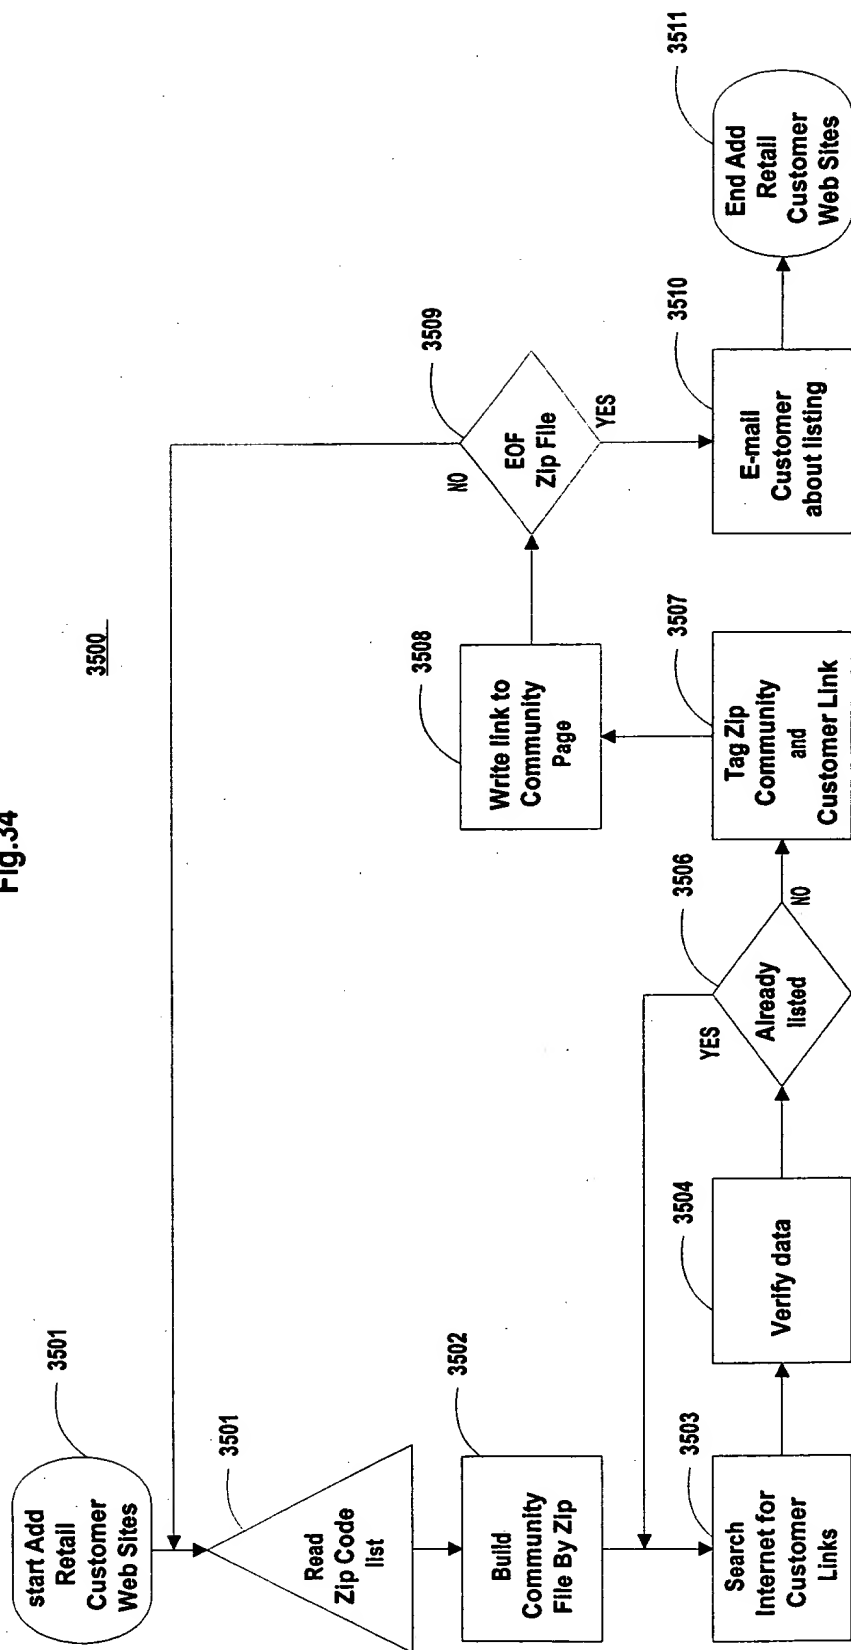 Fig.34
3500
start Add
Retail
Customer
Web Sites
3501
Read
Zip Code
list
3501
Build
Community
File By Zip
3502
Search
Internet for
Customer
Links
3503
Verify data
3504
Already
listed
3506
YES
NO
Tag Zip
Community
and
Customer Link
3507
Write link to
Community
Page
3508
EOF
Zip File
3509
NO
YES
E-mail
Customer
about listing
3510
End Add
Retail
Customer
Web Sites
3511